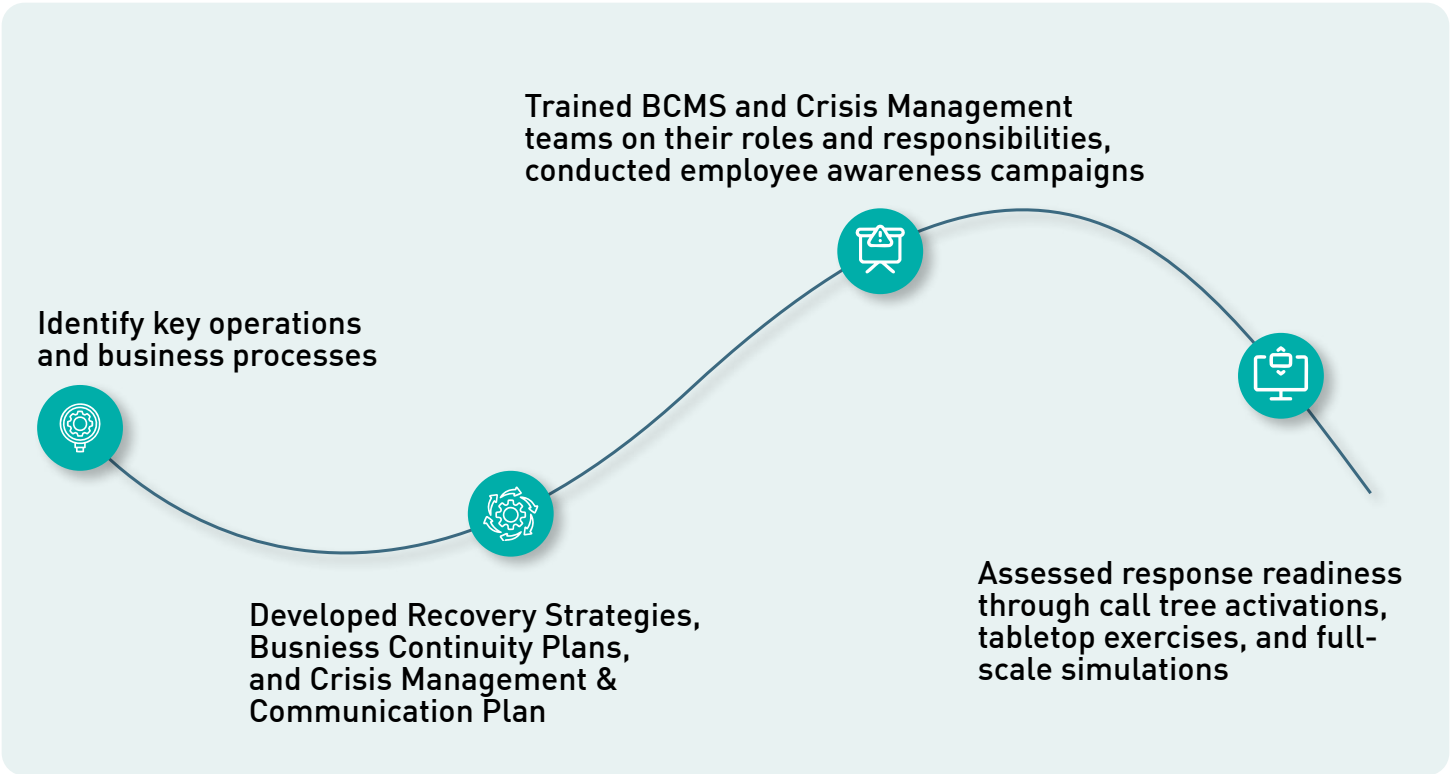 Identify key operations
and business processes
Developed Recovery Strategies,
Busniess Continuity Plans,
and Crisis Management &
Communication Plan
Trained BCMS and Crisis Management
teams on their roles and responsibilities,
conducted employee awareness campaigns
Assessed response readiness
through call tree activations,
tabletop exercises, and full-
scale simulations